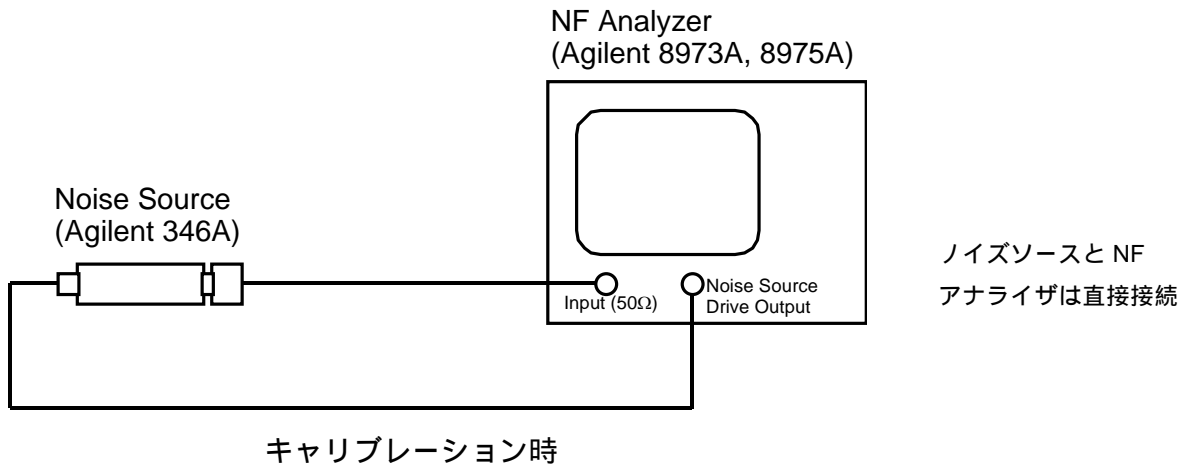 NF Analyzer
(Agilent 8973A, 8975A)
Noise Source
(Agilent 346A)
Input (50Ω)
Noise Source
Drive Output
ノイズソースと NF
アナライザは直接接続
キャリブレーション時